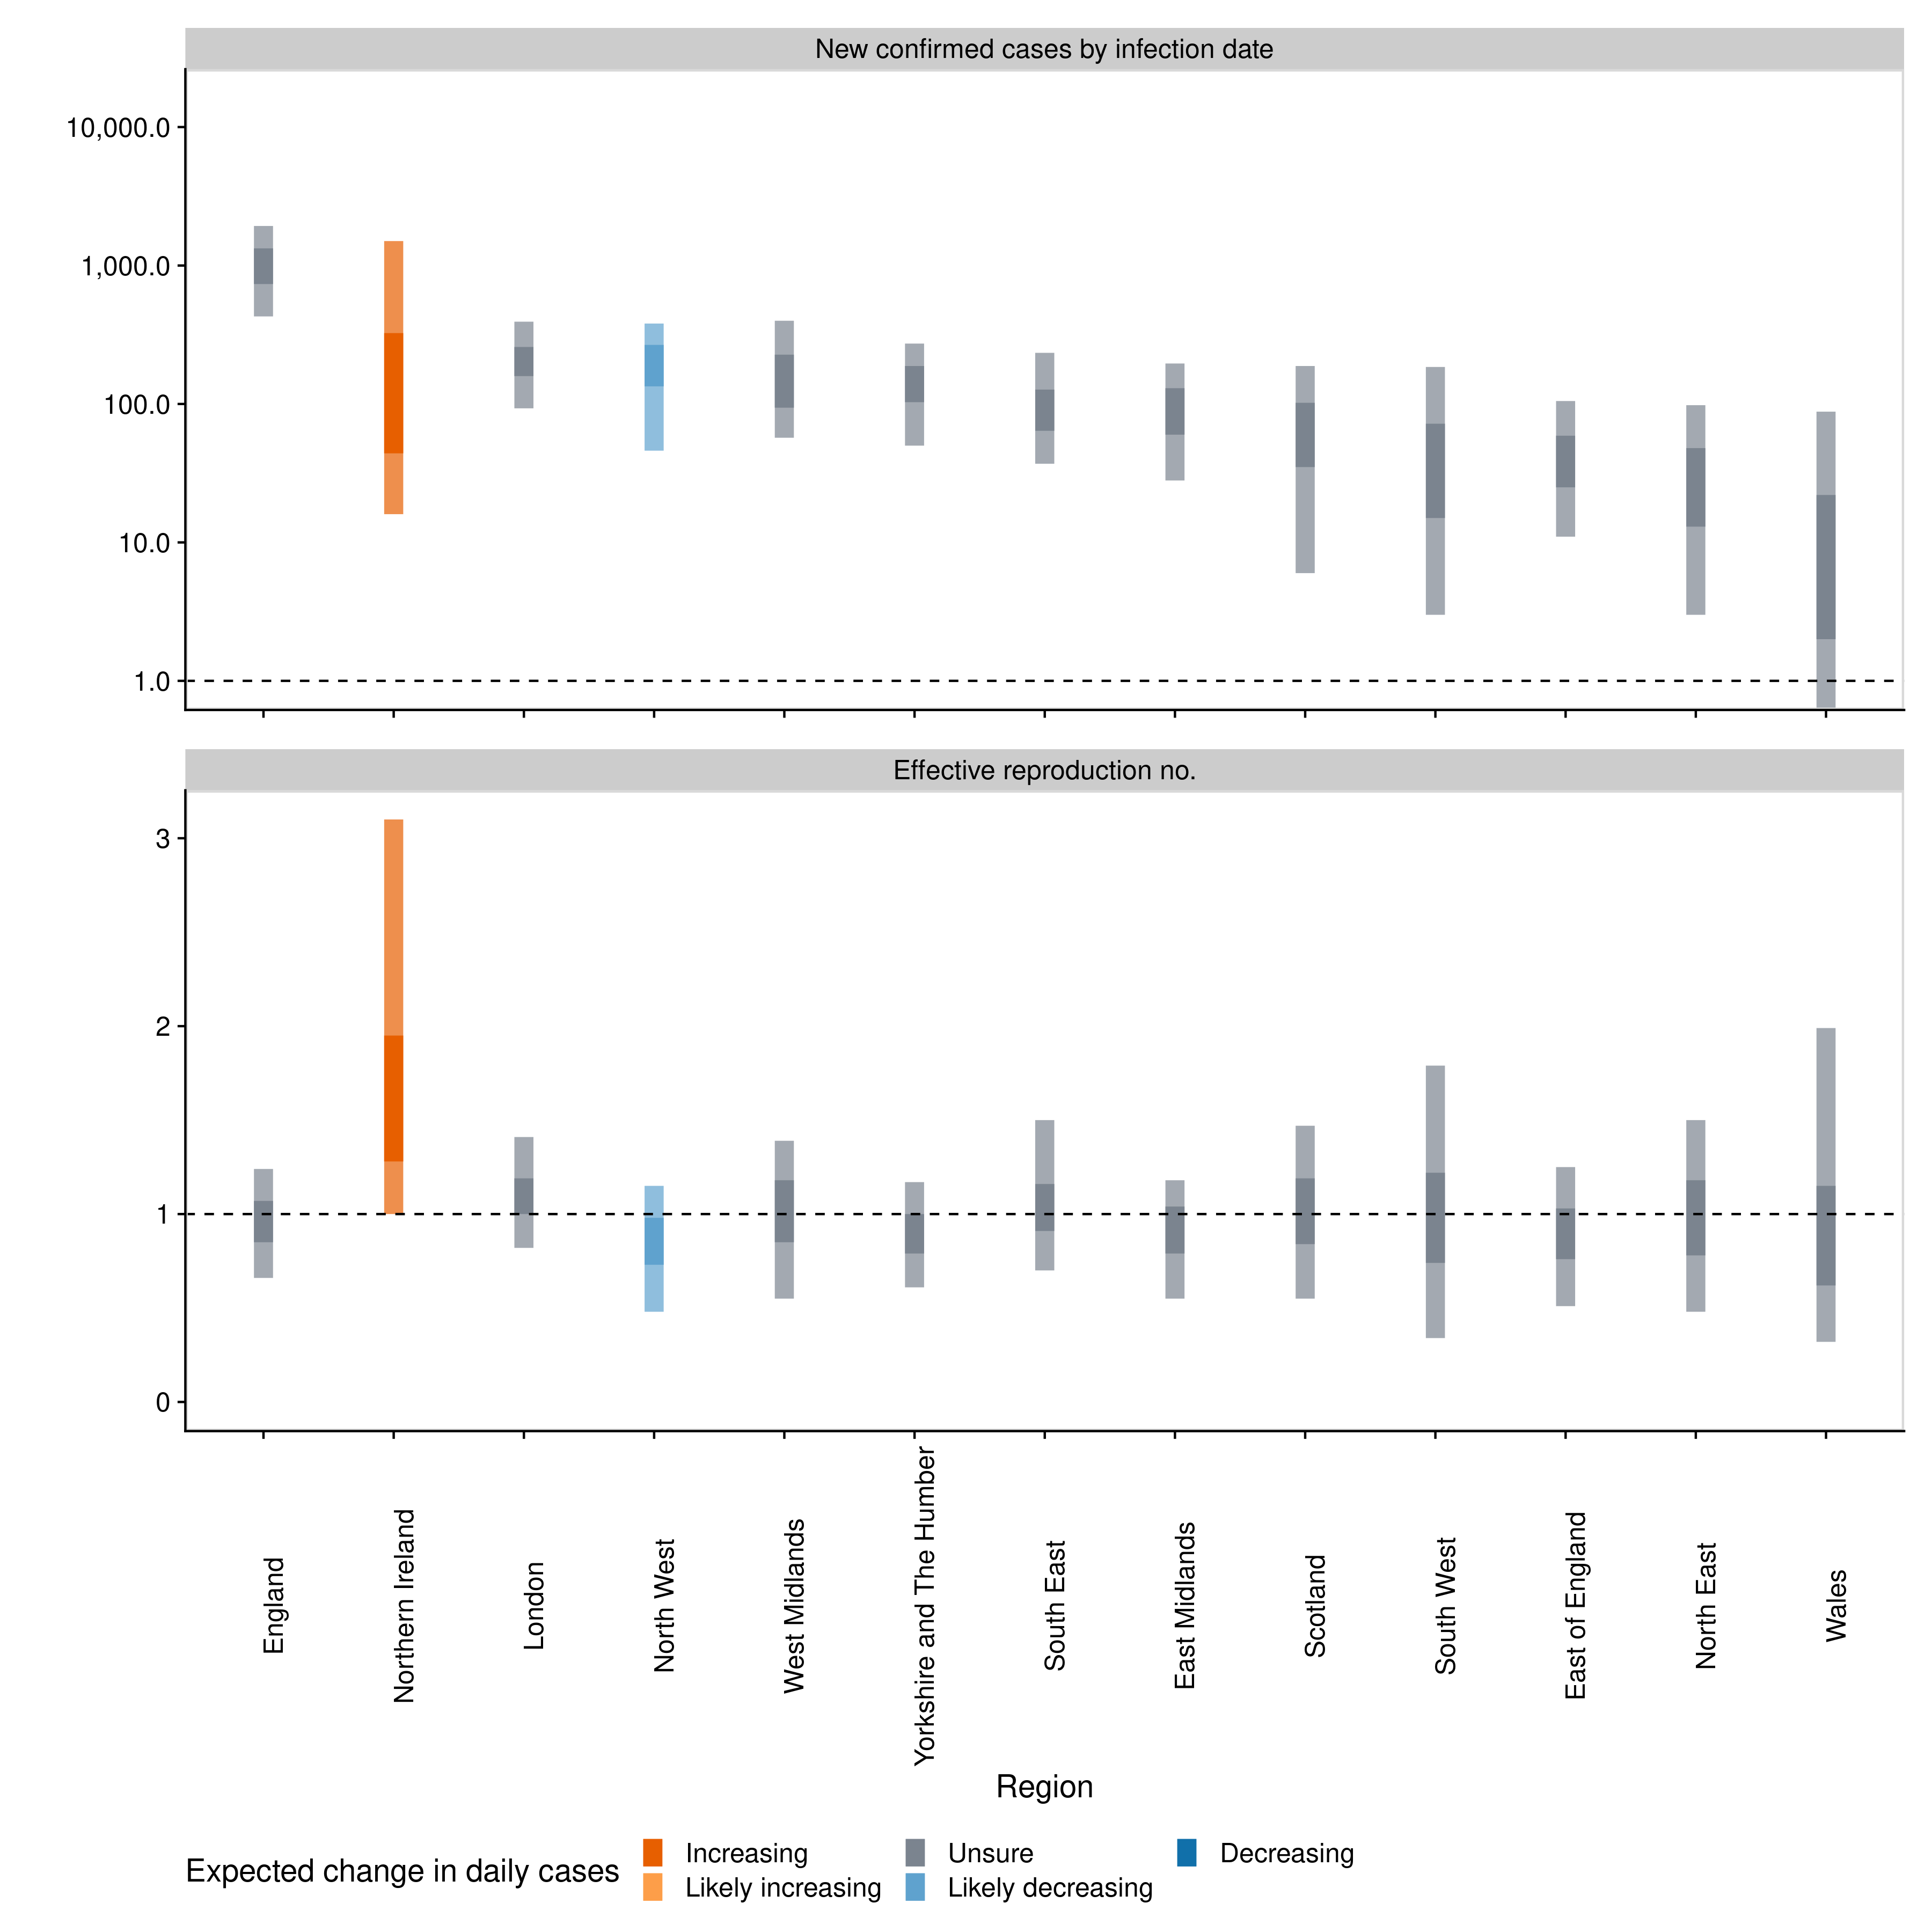 New confirmed cases by infection date
10,000.0
1,000.0
100.0
10.0
1.0
Effective reproduction no.
3
2
1
0
England
Northern Ireland
London
North West
West Midlands
Yorkshire and The Humber
South East
East Midlands
Scotland
South West
East of England
North East
Wales
Region
Expected change in daily cases
Increasing
Unsure
Decreasing
Likely increasing
Likely decreasing